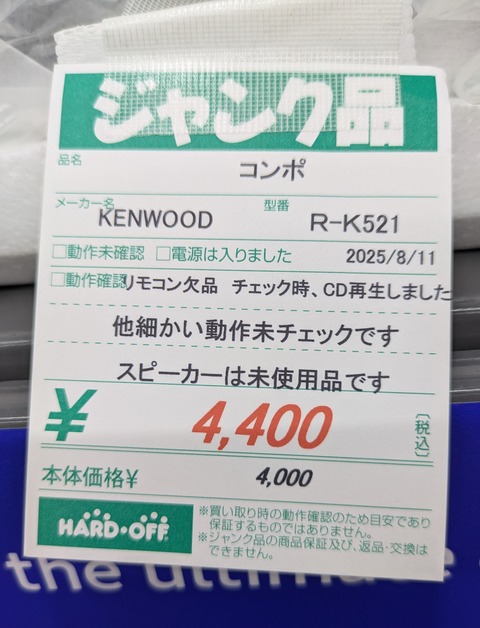 ジャンク品
品名
コンポ
メーカー名
KENWOOD
型番
R-K521
□動作未確認 □電源は入りました 2025/8/11
□動作確認 リモコン欠品 チェック時、CD再生しました
他細かい動作未チェックです
スピーカーは未使用品です
¥ 4,400 〔税込〕
本体価格¥ 4,000
HARD・OFF
※買い取り時の動作確認のため目安であり
保証するものではありません。
※ジャンク品の商品保証及び、返品・交換は
できません。
the ultimate